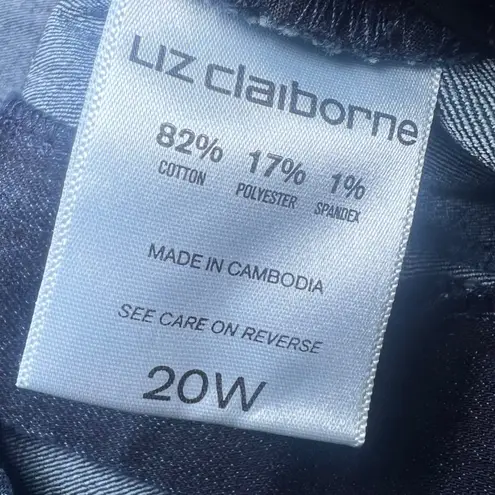 Liz claiborne
82% 17% 1%
COTTON POLYESTER SPANDEX
MADE IN CAMBODIA
SEE CARE ON REVERSE
20W